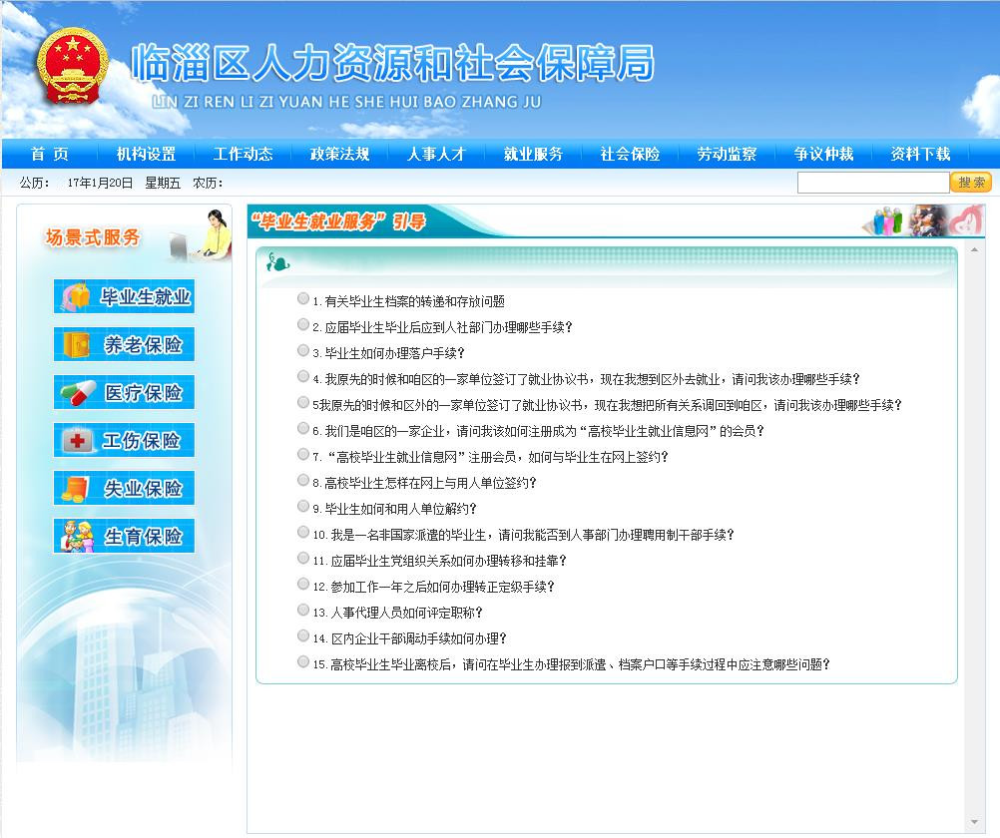 临淄区人力资源和社会保障局
LIN ZI REN LI ZI YUAN HE SHE HUI BAO ZHANG JU
首 页 机构设置 工作动态 政策法规 人事人才 就业服务 社会保险 劳动监察 争议仲裁 资料下载
公历： 17年1月20日 星期五 农历： 搜 索
场景式服务
毕业生就业
养老保险
医疗保险
工伤保险
失业保险
生育保险
“毕业生就业服务”引导
1. 有关毕业生档案的转递和存放问题
2. 应届毕业生毕业后应到人社部门办理哪些手续？
3. 毕业生如何办理落户手续？
4. 我原先的时候和咱区的一家单位签订了就业协议书，现在我想到区外去就业，请问我该办理哪些手续？
5我原先的时候和区外的一家单位签订了就业协议书，现在我想把所有关系调回到咱区，请问我该办理哪些手续？
6. 我们是咱区的一家企业，请问我该如何注册成为“高校毕业生就业信息网”的会员？
7. “高校毕业生就业信息网”注册会员，如何与毕业生在网上签约？
8. 高校毕业生怎样在网上与用人单位签约？
9. 毕业生如何和用人单位解约？
10. 我是一名非国家派遣的毕业生，请问我能否到人事部门办理聘用制干部手续？
11. 应届毕业生党组织关系如何办理转移和挂靠？
12. 参加工作一年之后如何办理转正定级手续？
13. 人事代理人员如何评定职称？
14. 区内企业干部调动手续如何办理？
15. 高校毕业生毕业离校后，请问在毕业生办理报到派遣、档案户口等手续过程中应注意哪些问题？